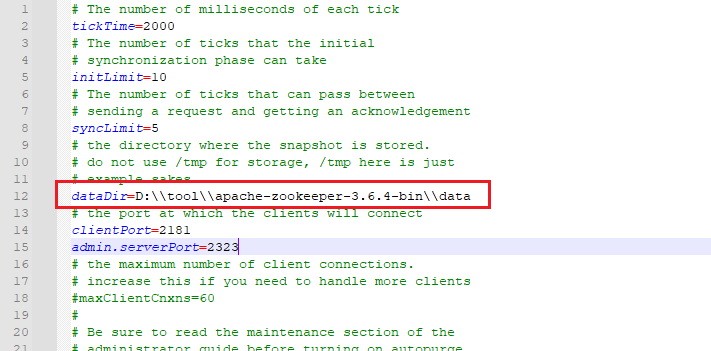 1 # The number of milliseconds of each tick
2 tickTime=2000
3 # The number of ticks that the initial
4 # synchronization phase can take
5 initLimit=10
6 # The number of ticks that can pass between
7 # sending a request and getting an acknowledgement
8 syncLimit=5
9 # the directory where the snapshot is stored.
10 # do not use /tmp for storage, /tmp here is just
11 # example sakes.
12 dataDir=D:\\tool\\apache-zookeeper-3.6.4-bin\\data
13 # the port at which the clients will connect
14 clientPort=2181
15 admin.serverPort=2323
16 # the maximum number of client connections.
17 # increase this if you need to handle more clients
18 #maxClientCnxns=60
19 #
20 # Be sure to read the maintenance section of the
21 # administrator guide before turning on autopurge.